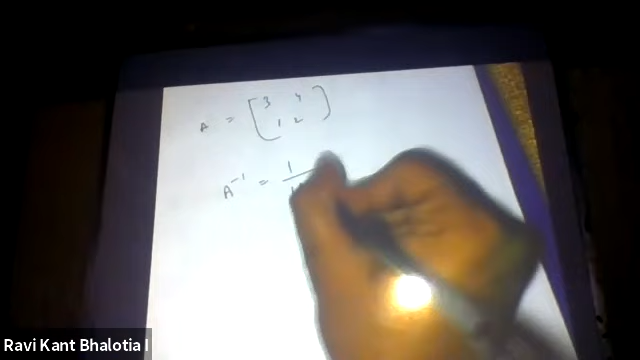 A = [ 3 4
1 2 ]
A⁻¹ = 1
Ravi Kant Bhalotia I